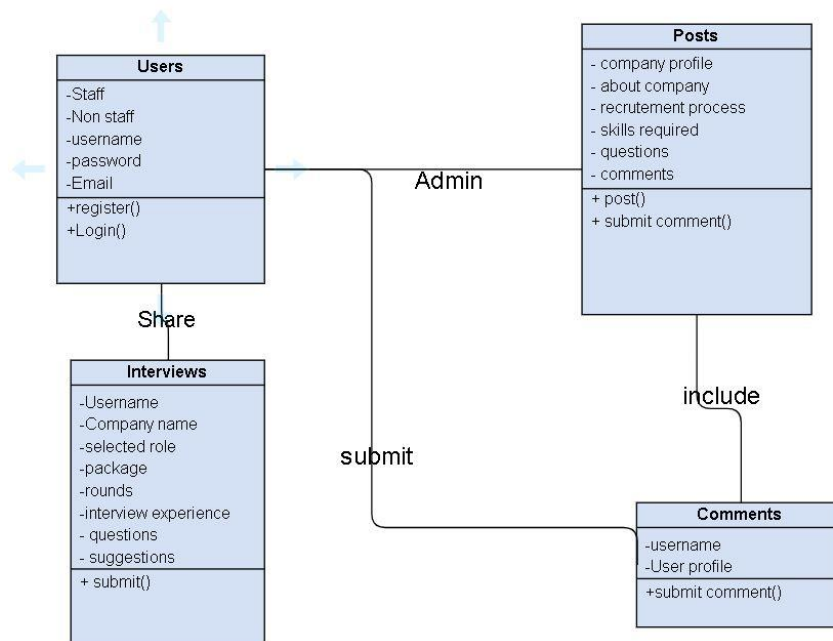 Users
-Staff
-Non staff
-username
-password
-Email
+register()
+Login()
Admin
Posts
- company profile
- about company
- recrutement process
- skills required
- questions
- comments
+ post()
+ submit comment()
Share
Interviews
-Username
-Company name
-selected role
-package
-rounds
-interview experience
- questions
- suggestions
+ submit()
submit
include
Comments
-username
-User profile
+submit comment()